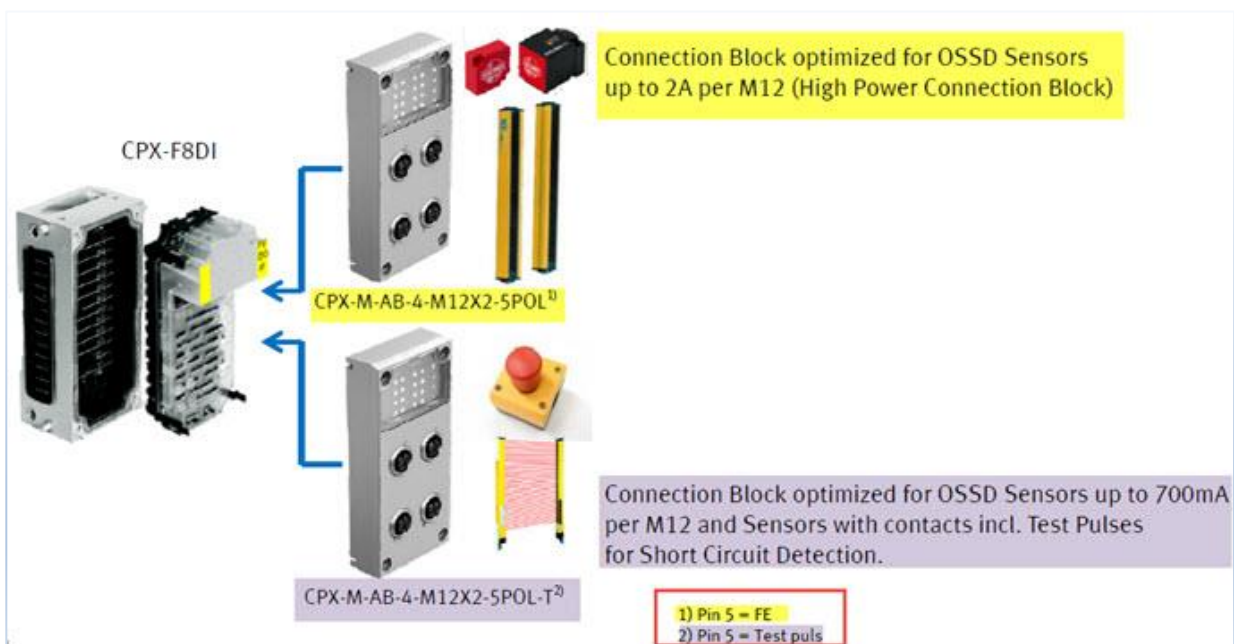 Connection Block optimized for OSSD Sensors
up to 2A per M12 (High Power Connection Block)
CPX-F8DI
CPX-M-AB-4-M12X2-5POL¹⁾
Connection Block optimized for OSSD Sensors up to 700mA
per M12 and Sensors with contacts incl. Test Pulses
for Short Circuit Detection.
CPX-M-AB-4-M12X2-5POL-T²⁾
1) Pin 5 = FE
2) Pin 5 = Test puls